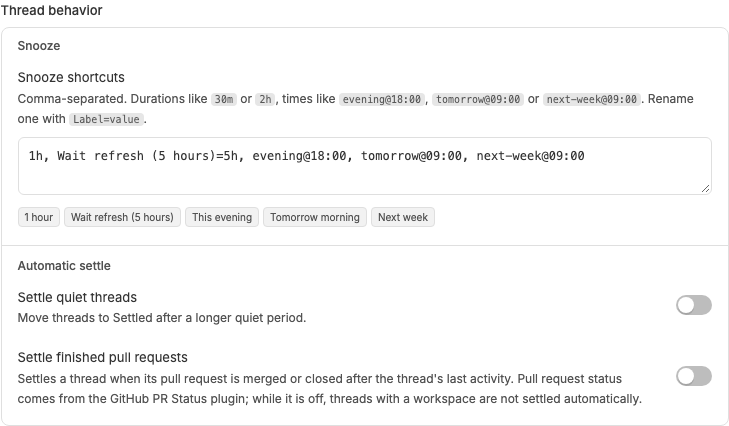 Thread behavior
Snooze
Snooze shortcuts
Comma-separated. Durations like 30m or 2h, times like evening@18:00, tomorrow@09:00 or next-week@09:00. Rename
one with Label=value.
1h, Wait refresh (5 hours)=5h, evening@18:00, tomorrow@09:00, next-week@09:00
1 hour Wait refresh (5 hours) This evening Tomorrow morning Next week
Automatic settle
Settle quiet threads
Move threads to Settled after a longer quiet period.
Settle finished pull requests
Settles a thread when its pull request is merged or closed after the thread's last activity. Pull request status
comes from the GitHub PR Status plugin; while it is off, threads with a workspace are not settled automatically.